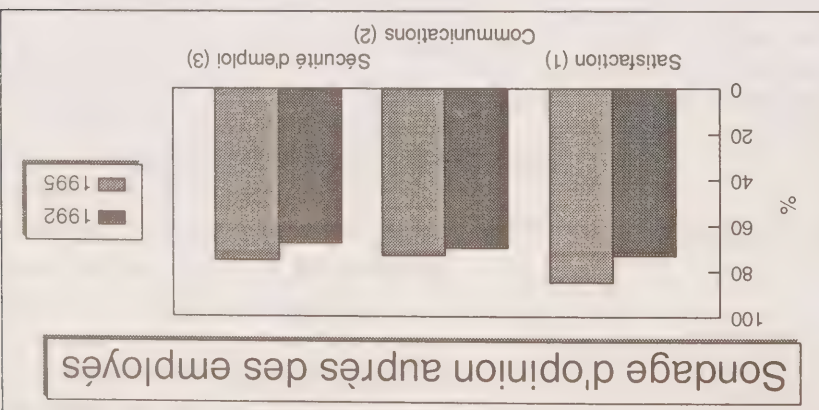 Sondage d'opinion auprès des employés
100
80
60
40
20
0
%
Satisfaction (1)
Communications (2)
Sécurité d'emploi (3)
1992
1995